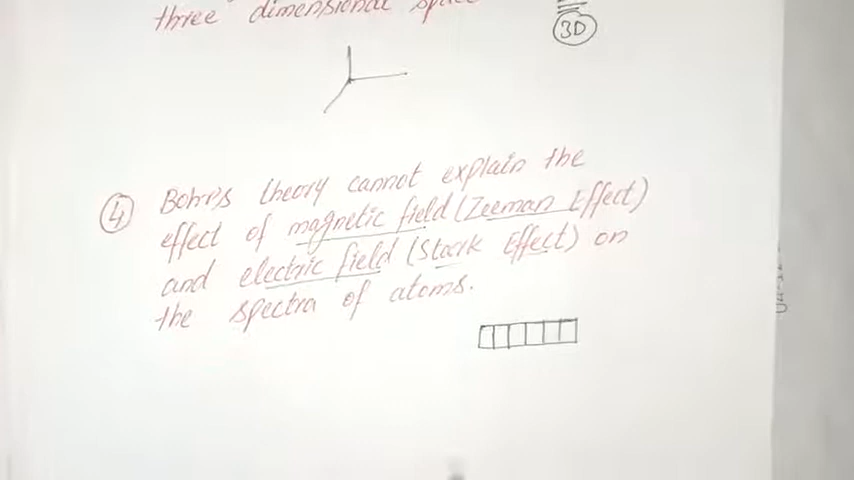 three dimensional space
3D
④ Bohr's theory cannot explain the
effect of magnetic field (Zeeman Effect)
and electric field (Stark Effect) on
the spectra of atoms.